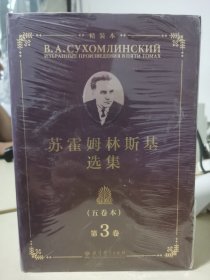 精装本
В.А.СУХОМЛИНСКИЙ
ИЗБРАННЫЕ ПРОИЗВЕДЕНИЯ В ПЯТИ ТОМАХ
苏霍姆林斯基
选集
(五卷本)
第3卷